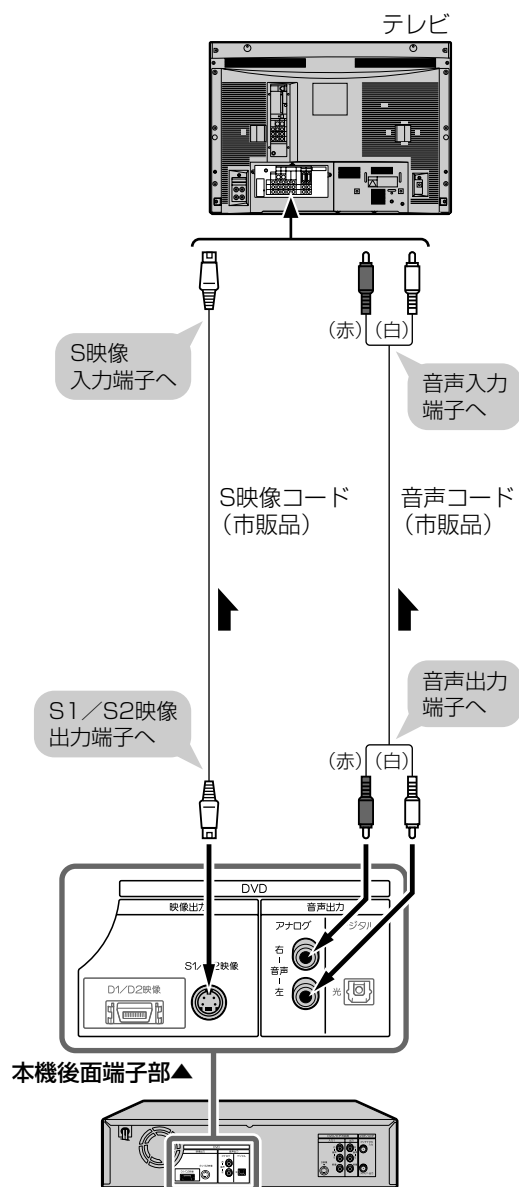 テレビ
（赤）（白）
S映像
入力端子へ
音声入力
端子へ
S映像コード
（市販品）
音声コード
（市販品）
音声出力
端子へ
S1／S2映像
出力端子へ
（赤）（白）
DVD
映像出力
音声出力
アナログ
ジタル
右
音声
左
S1/ 2映像
D1/D2映像
光
本機後面端子部▲